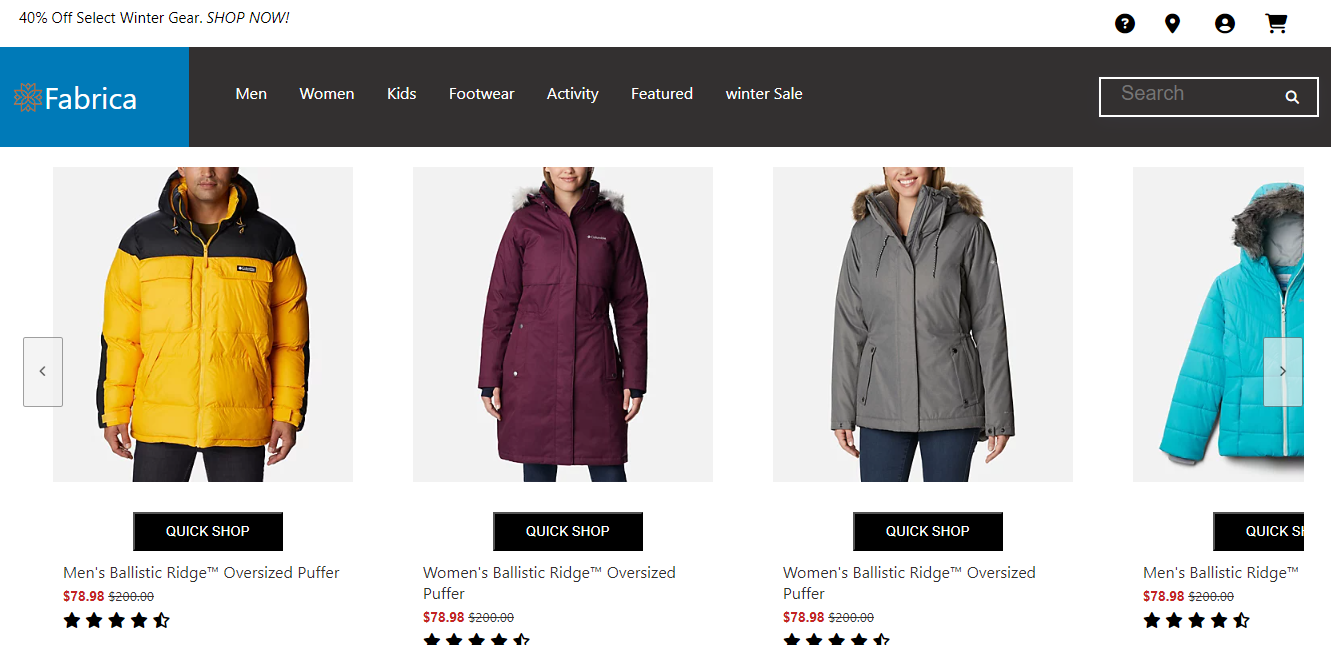 40% Off Select Winter Gear. SHOP NOW!
Fabrica
Men
Women
Kids
Footwear
Activity
Featured
winter Sale
Search
Columbia
Columbia
QUICK SHOP
QUICK SHOP
QUICK SHOP
QUICK SH
Men's Ballistic Ridge™ Oversized Puffer
$78.98 $200.00
Women's Ballistic Ridge™ Oversized
Puffer
$78.98 $200.00
Women's Ballistic Ridge™ Oversized
Puffer
$78.98 $200.00
Men's Ballistic Ridge™
$78.98 $200.00